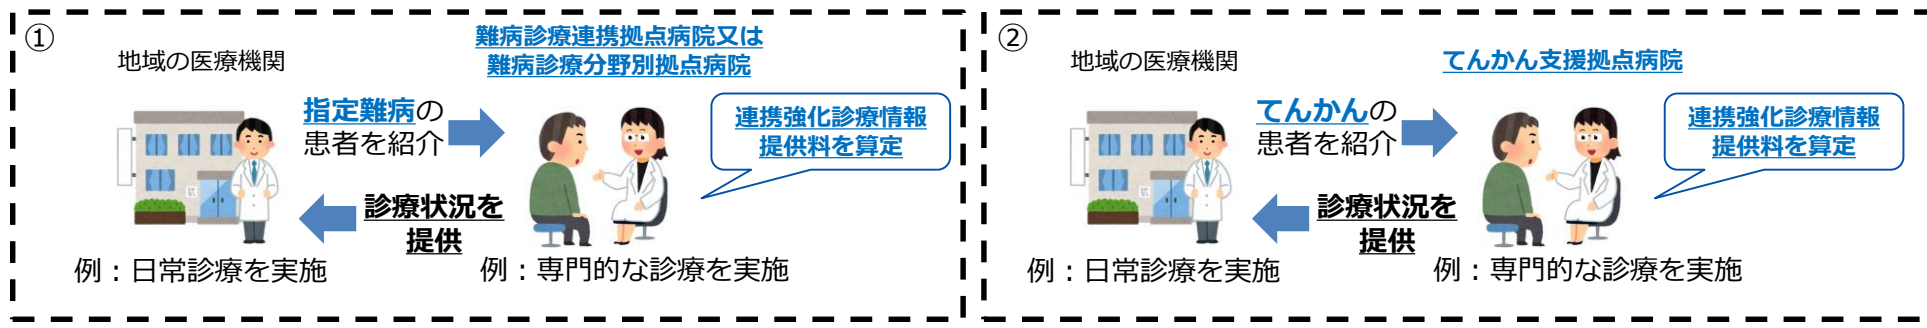 ①
地域の医療機関
難病診療連携拠点病院又は
難病診療分野別拠点病院
指定難病の
患者を紹介
連携強化診療情報
提供料を算定
診療状況を
提供
例：日常診療を実施
例：専門的な診療を実施
②
地域の医療機関
てんかん支援拠点病院
てんかんの
患者を紹介
連携強化診療情報
提供料を算定
診療状況を
提供
例：日常診療を実施
例：専門的な診療を実施